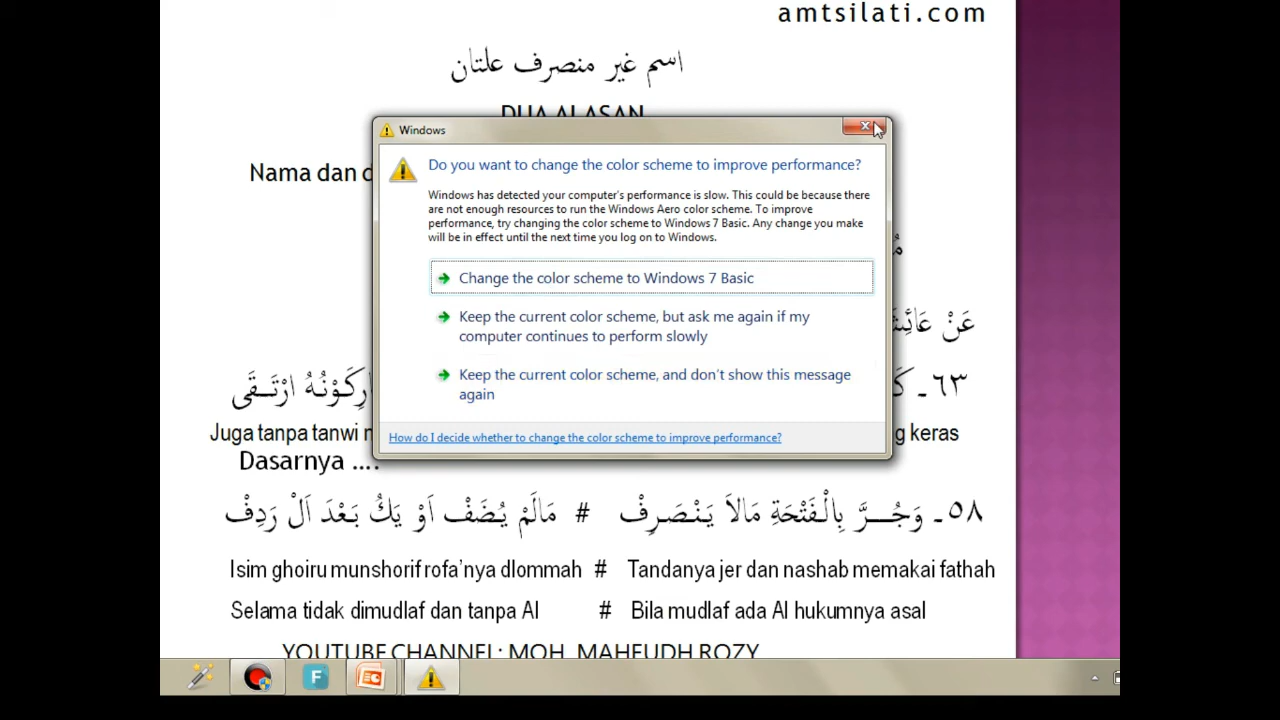 amtsilati.com
اسم غير منصرف علتان
DUA ALASAN
Nama dan d
Windows
Do you want to change the color scheme to improve performance?
Windows has detected your computer's performance is slow. This could be because there
are not enough resources to run the Windows Aero color scheme. To improve
performance, try changing the color scheme to Windows 7 Basic. Any change you make
will be in effect until the next time you log on to Windows.
Change the color scheme to Windows 7 Basic
Keep the current color scheme, but ask me again if my
computer continues to perform slowly
Keep the current color scheme, and don't show this message
again
How do I decide whether to change the color scheme to improve performance?
عَنْ
٦٣ـ
ارْتَــقَى
Juga tanpa tanwi
g keras
Dasarnya ....
٥٨ـ وَجُــرَّ بِالْفَتْحَةِ مَالاَ يَنْصَرِفْ # مَالَمْ يُضَفْ اَوْ يَكُ بَعْدَ اَلْ رَدِفْ
Isim ghoiru munshorif rofa'nya dlommah # Tandanya jer dan nashab memakai fathah
Selama tidak dimudlaf dan tanpa Al # Bila mudlaf ada Al hukumnya asal
YOUTUBE CHANNEL: MOH. MAHFUDH ROZY
F